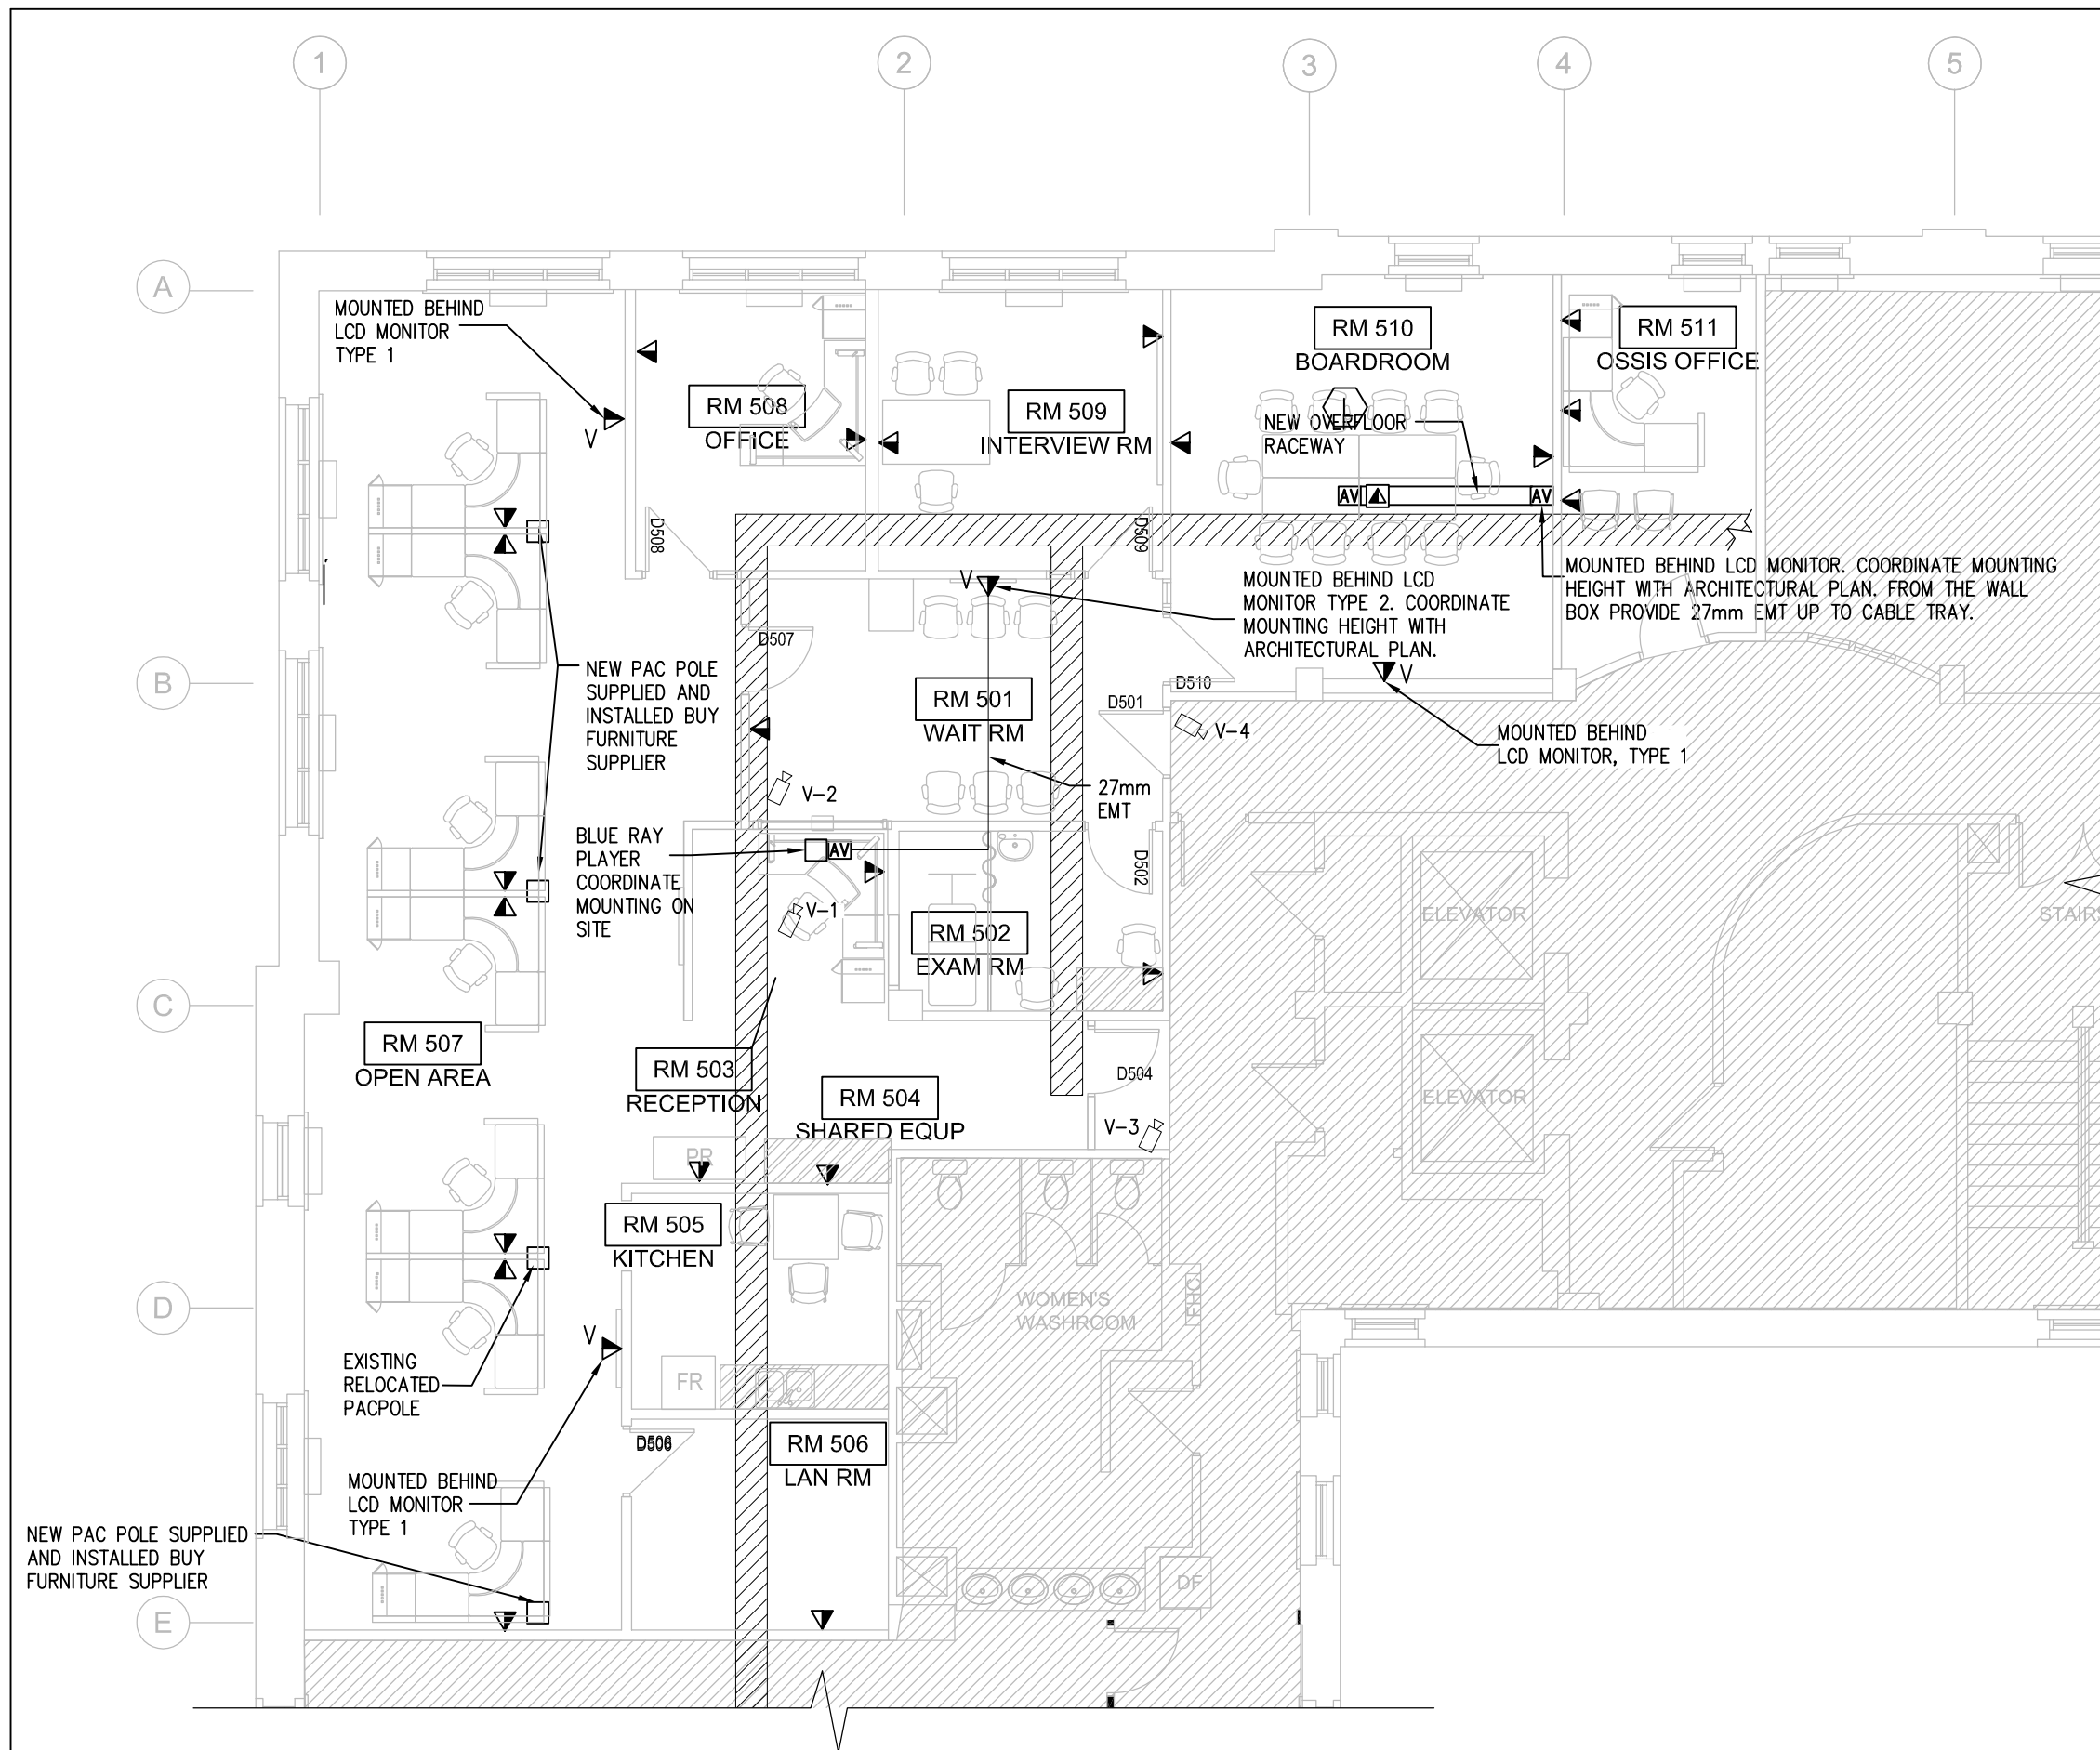 1
2
3
4
5
A
B
C
D
E
MOUNTED BEHIND
LCD MONITOR
TYPE 1
V
RM 508
OFFICE
RM 509
INTERVIEW RM
RM 510
BOARDROOM
RM 511
OSSIS OFFICE
NEW OVERFLOOR
RACEWAY
AV
AV
D508
D509
MOUNTED BEHIND LCD MONITOR. COORDINATE MOUNTING
HEIGHT WITH ARCHITECTURAL PLAN. FROM THE WALL
BOX PROVIDE 27mm EMT UP TO CABLE TRAY.
V
MOUNTED BEHIND LCD
MONITOR TYPE 2. COORDINATE
MOUNTING HEIGHT WITH
ARCHITECTURAL PLAN.
D507
NEW PAC POLE
SUPPLIED AND
INSTALLED BUY
FURNITURE
SUPPLIER
RM 501
WAIT RM
D510
D501
V
V-4
MOUNTED BEHIND
LCD MONITOR, TYPE 1
V-2
27mm
EMT
BLUE RAY
PLAYER
COORDINATE
MOUNTING ON
SITE
AV
D502
V-1
RM 502
EXAM RM
ELEVATOR
STAIRS
RM 507
OPEN AREA
RM 503
RECEPTION
RM 504
SHARED EQUP
D504
ELEVATOR
V-3
PR
RM 505
KITCHEN
WOMEN'S
WASHROOM
FHC
V
EXISTING
RELOCATED
PACPOLE
FR
D506
RM 506
LAN RM
MOUNTED BEHIND
LCD MONITOR
TYPE 1
NEW PAC POLE SUPPLIED
AND INSTALLED BUY
FURNITURE SUPPLIER
DF